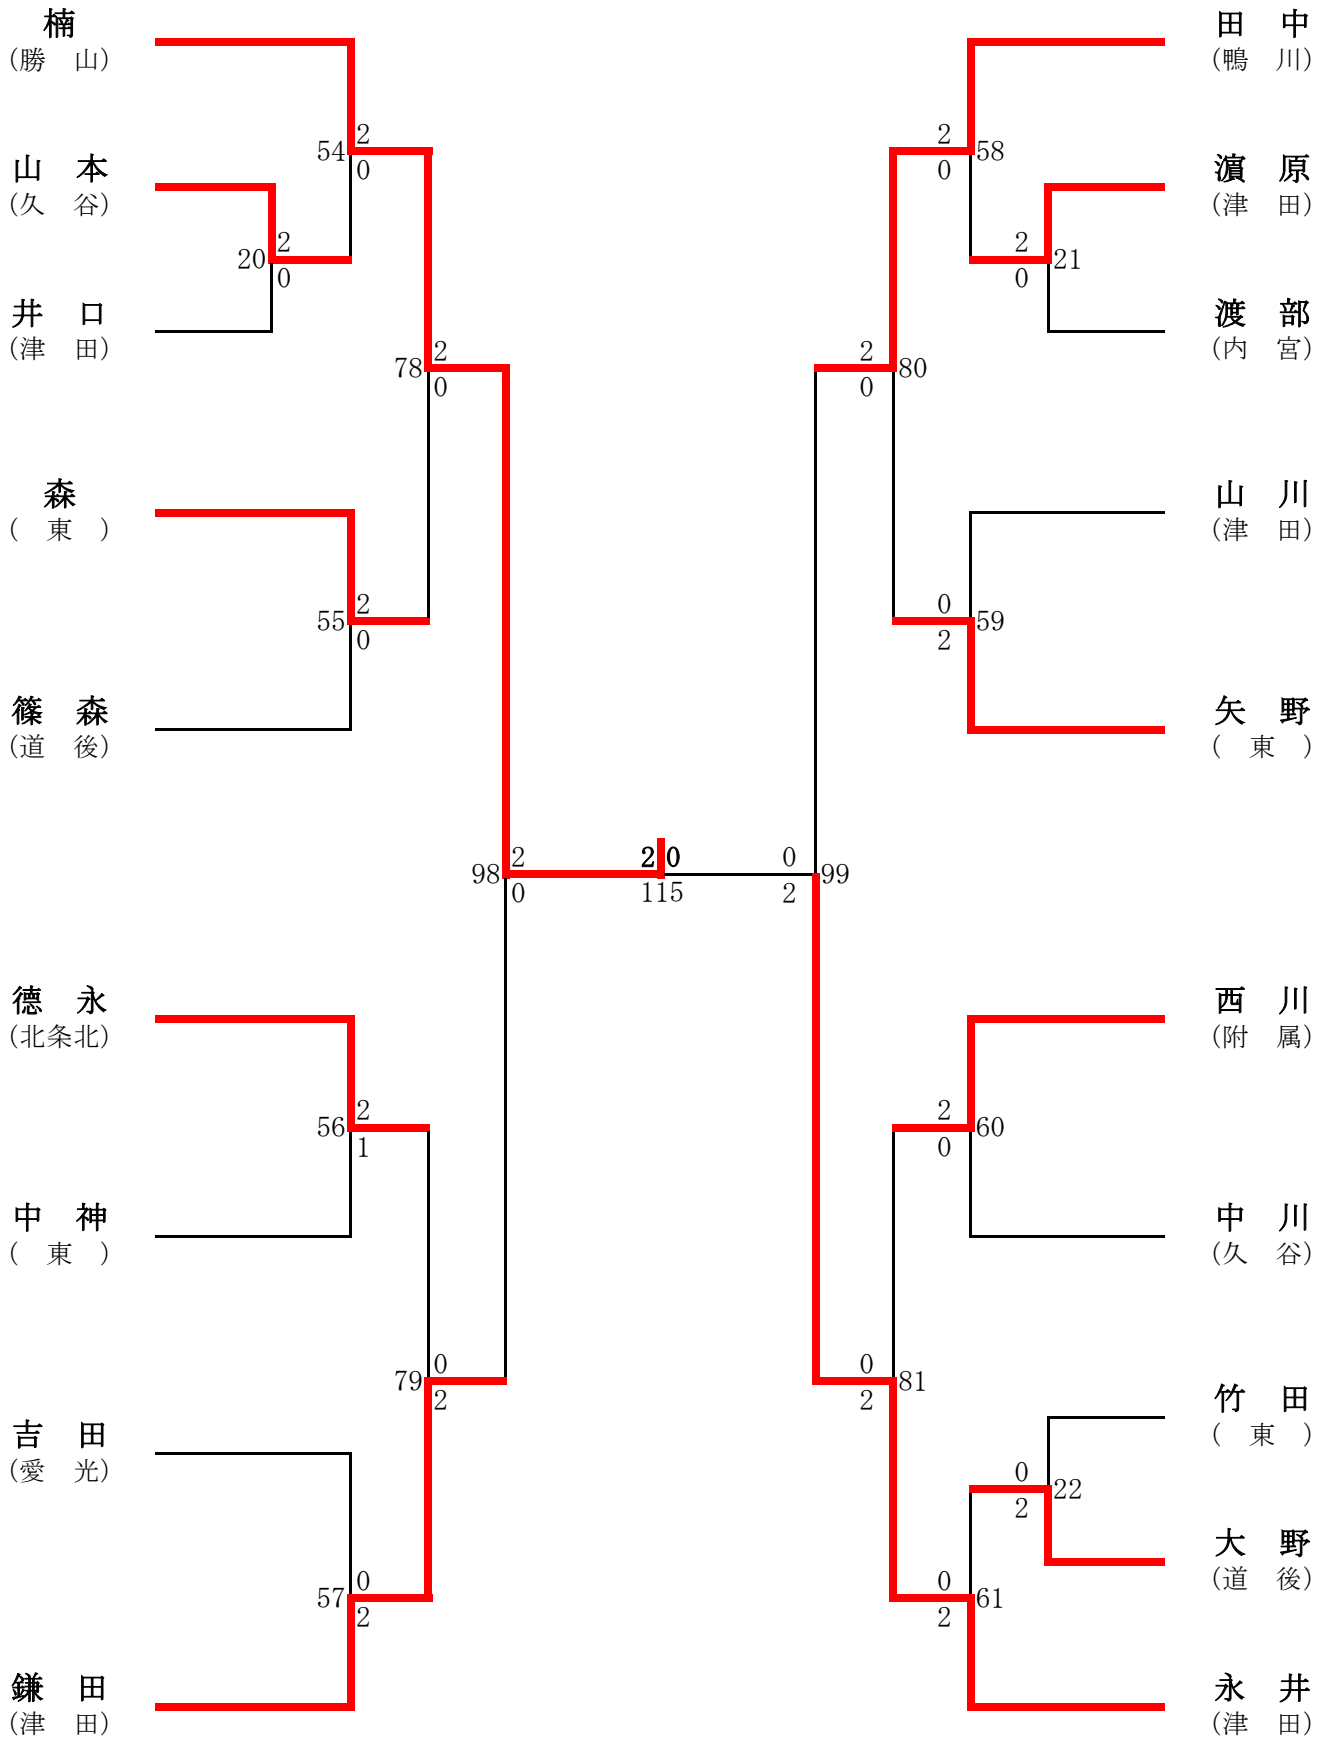 楠
(勝　山)
山　本
(久　谷)
井　口
(津　田)
森
(　東　)
篠　森
(道　後)
德　永
(北条北)
中　神
(　東　)
吉　田
(愛　光)
鎌　田
(津　田)
54
2
0
20
2
0
78
2
0
55
2
0
98
2
0
56
2
1
79
0
2
57
0
2
2 0
115
0
99
2
2
58
0
2
21
0
2
80
0
0
59
2
2
60
0
0
81
2
0
22
2
0
61
2
田　中
(鴨　川)
濵　原
(津　田)
渡　部
(内　宮)
山　川
(津　田)
矢　野
(　東　)
西　川
(附　属)
中　川
(久　谷)
竹　田
(　東　)
大　野
(道　後)
永　井
(津　田)